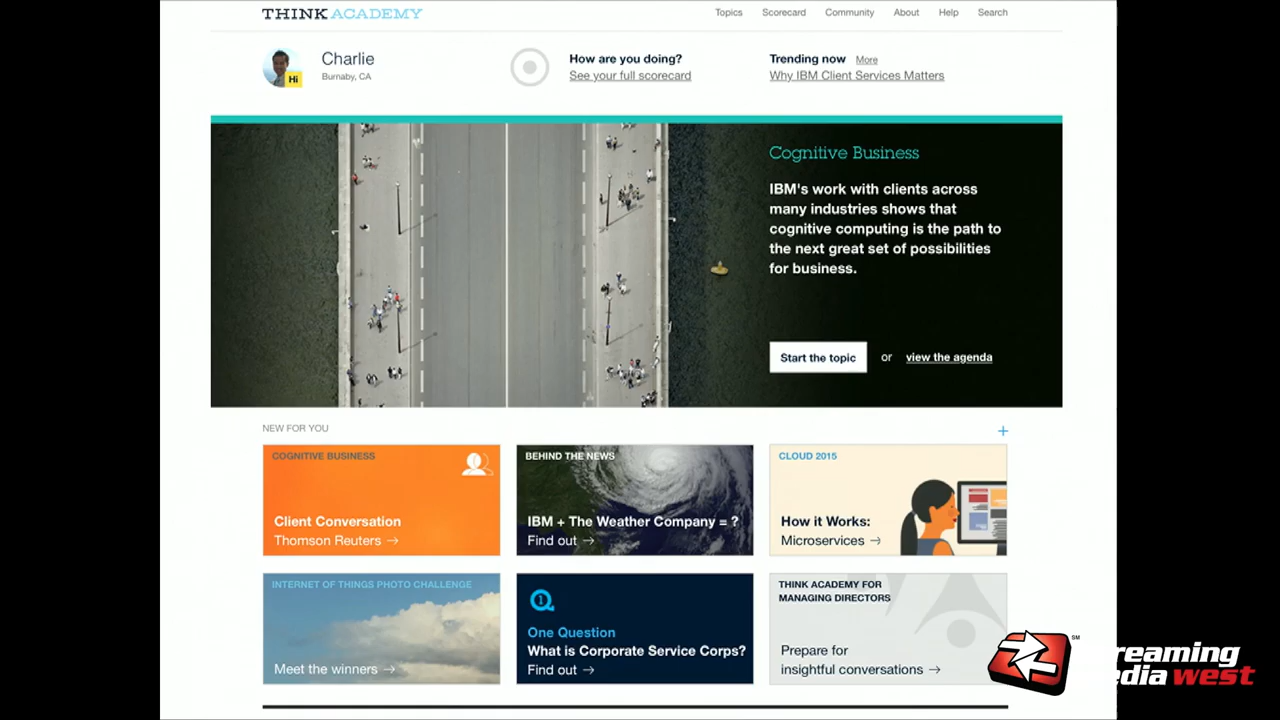 THINK ACADEMY
Topics Scorecard Community About Help Search
Hi
Charlie
Burnaby, CA
How are you doing?
See your full scorecard
Trending now More
Why IBM Client Services Matters
Cognitive Business
IBM's work with clients across
many industries shows that
cognitive computing is the path to
the next great set of possibilities
for business.
Start the topic or view the agenda
NEW FOR YOU
+
COGNITIVE BUSINESS
Client Conversation
Thomson Reuters →
BEHIND THE NEWS
IBM + The Weather Company = ?
Find out →
CLOUD 2015
How it Works:
Microservices →
INTERNET OF THINGS PHOTO CHALLENGE
Meet the winners →
1
One Question
What is Corporate Service Corps?
Find out →
THINK ACADEMY FOR
MANAGING DIRECTORS
Prepare for
insightful conversations →
SM
reaming
edia west